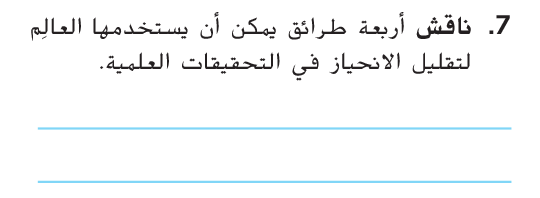 7. ناقش أربعة طرائق يمكن أن يستخدمها العالِم
لتقليل الانحياز في التحقيقات العلمية.